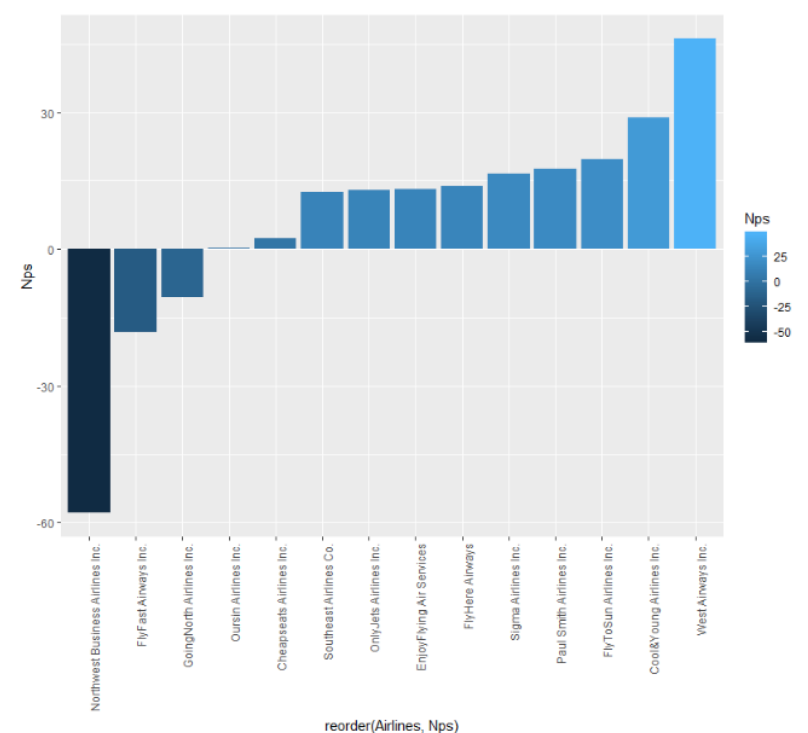 30
0
-30
-60
Nps
Northwest Business Airlines Inc.
FlyFast Airways Inc.
GoingNorth Airlines Inc.
Oursin Airlines Inc.
Cheapseats Airlines Inc.
Southeast Airlines Co.
OnlyJets Airlines Inc.
EnjoyFlying Air Services
FlyHere Airways
Sigma Airlines Inc.
Paul Smith Airlines Inc.
FlyToSun Airlines Inc.
Cool&Young Airlines Inc.
West Airways Inc.
reorder(Airlines, Nps)
Nps
25
0
-25
-50